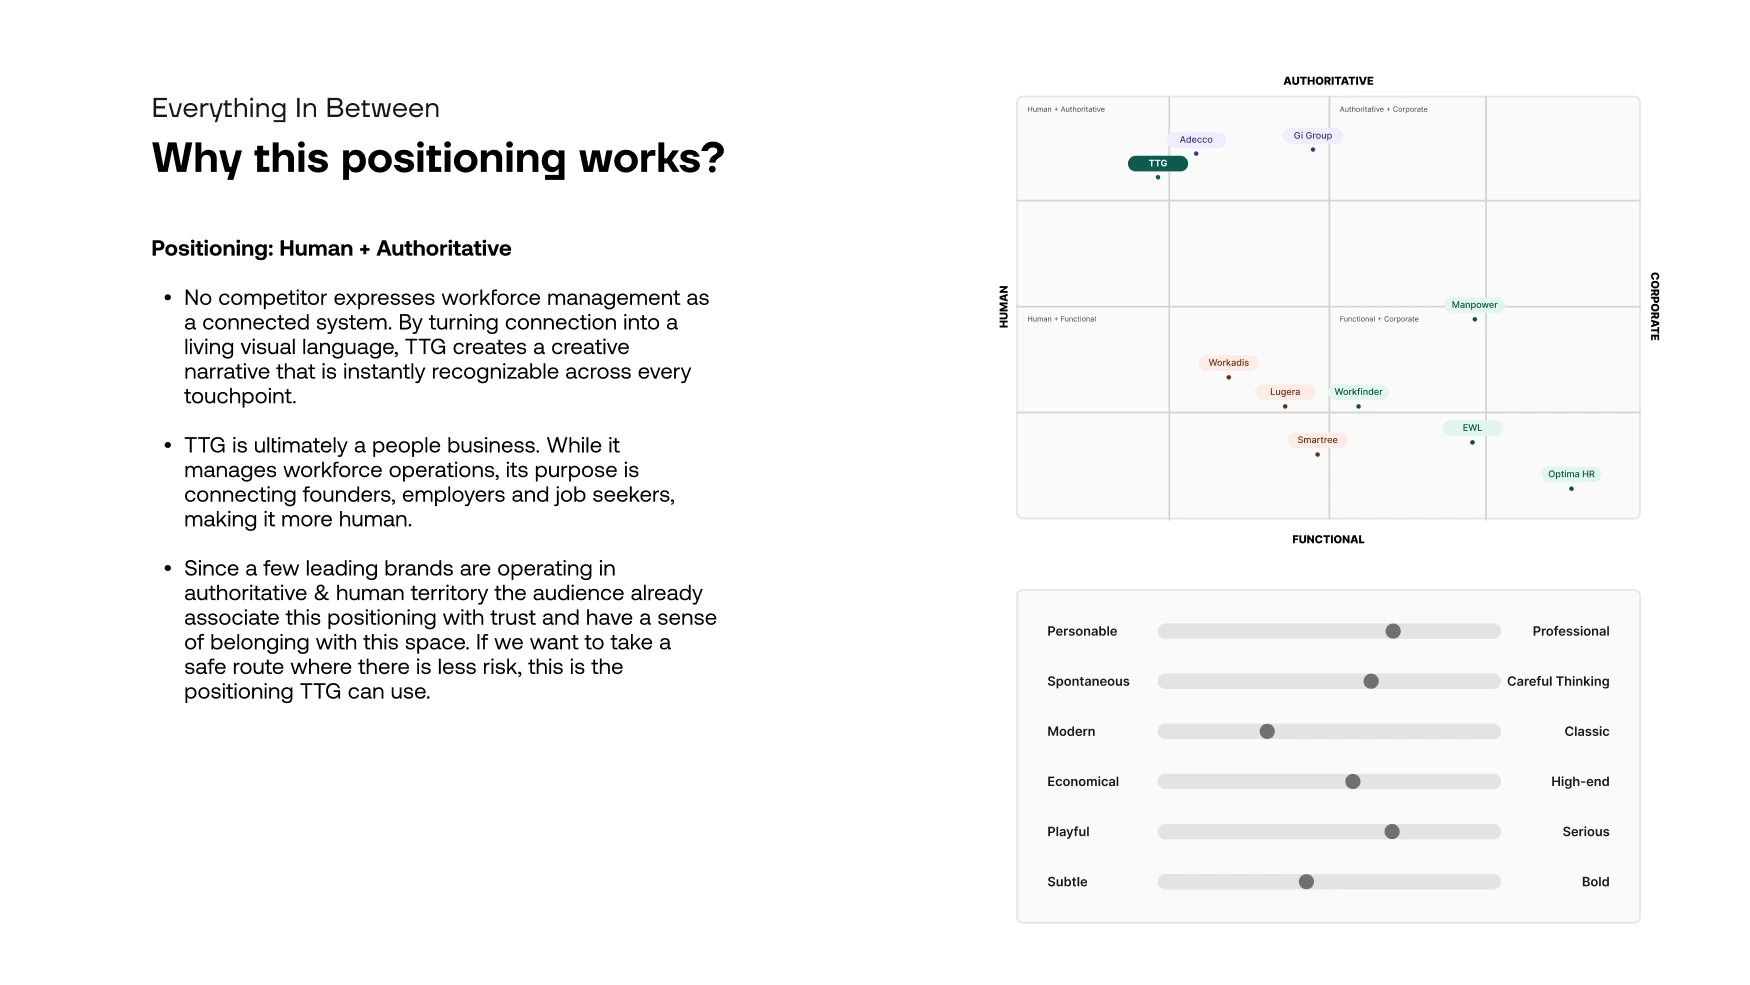 Everything In Between
Why this positioning works?
Positioning: Human + Authoritative
• No competitor expresses workforce management as
a connected system. By turning connection into a
living visual language, TTG creates a creative
narrative that is instantly recognizable across every
touchpoint.
• TTG is ultimately a people business. While it
manages workforce operations, its purpose is
connecting founders, employers and job seekers,
making it more human.
• Since a few leading brands are operating in
authoritative & human territory the audience already
associate this positioning with trust and have a sense
of belonging with this space. If we want to take a
safe route where there is less risk, this is the
positioning TTG can use.
AUTHORITATIVE
Human + Authoritative
Authoritative + Corporate
Adecco
Gi Group
TTG
HUMAN
CORPORATE
Manpower
Human + Functional
Functional + Corporate
Workadis
Lugera
Workfinder
EWL
Smartree
Optima HR
FUNCTIONAL
Personable Professional
Spontaneous Careful Thinking
Modern Classic
Economical High-end
Playful Serious
Subtle Bold